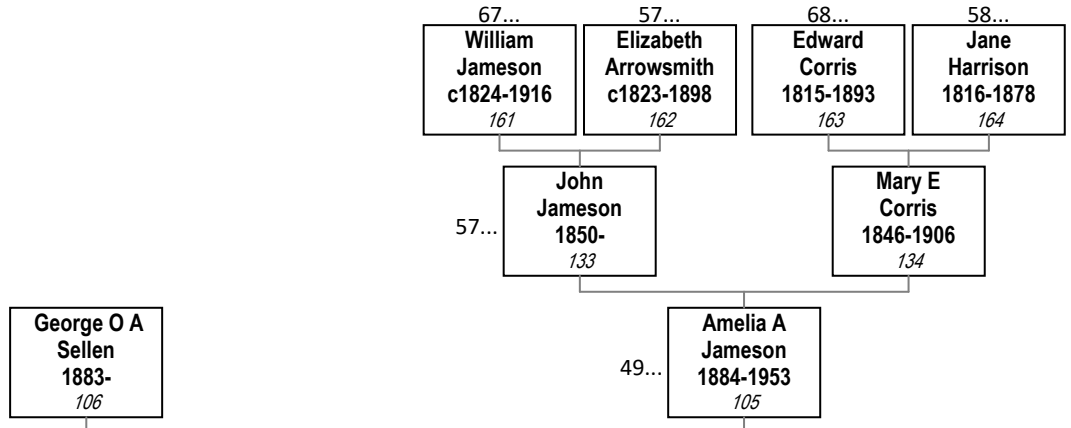 67...
57...
68...
58...
William
Jameson
c1824-1916
161
Elizabeth
Arrowsmith
c1823-1898
162
Edward
Corris
1815-1893
163
Jane
Harrison
1816-1878
164
57...
John
Jameson
1850-
133
Mary E
Corris
1846-1906
134
George O A
Sellen
1883-
106
49...
Amelia A
Jameson
1884-1953
105